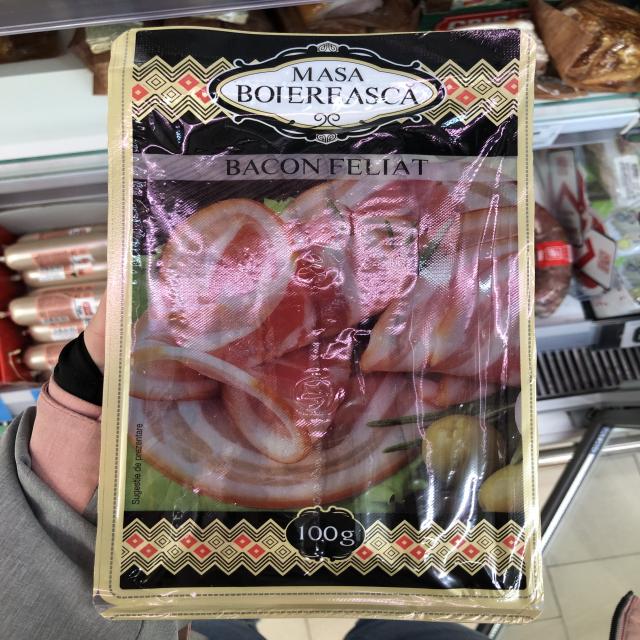 MASA
BOIEREASCĂ
BACON FELIAT
Sugestie de prezentare
100g